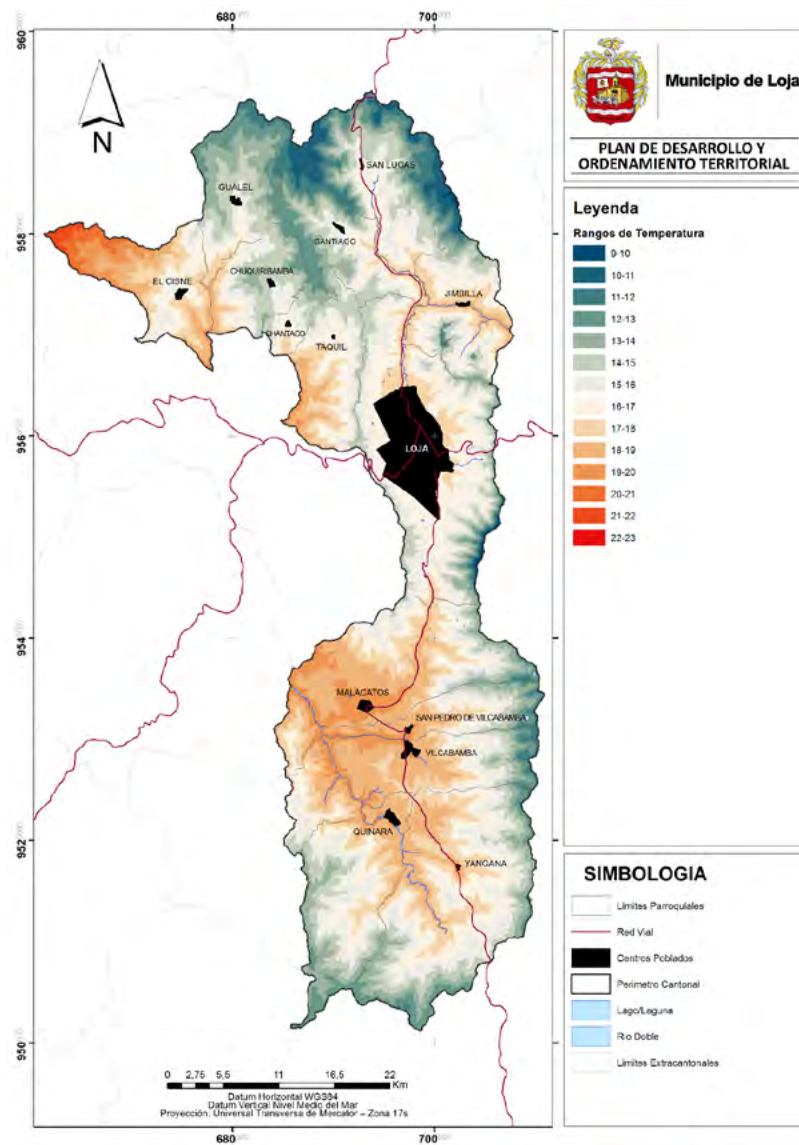 680
700
960
958
956
954
952
950
N
SAN LUCAS
GUALEL
SANTIAGO
EL CISNE
CHUQUIRIBAMBA
JIMBILLA
CHANTACO
TAQUIL
LOJA
MALACATOS
SAN PEDRO DE VILCABAMBA
VILCABAMBA
QUINARA
YANGANA
0 2,75 5,5 11 16,5 22
Km
Datum Horizontal WGS84
Datum Vertical Nivel Medio del Mar
Proyección: Universal Transversa de Mercator – Zona 17s
680
700
Municipio de Loja
PLAN DE DESARROLLO Y
ORDENAMIENTO TERRITORIAL
Leyenda
Rangos de Temperatura
9-10
10-11
11-12
12-13
13-14
14-15
15-16
16-17
17-18
18-19
19-20
20-21
21-22
22-23
SIMBOLOGIA
Limites Parroquiales
Red Vial
Centros Poblados
Perimetro Cantonal
Lago/Laguna
Rio Doble
Limites Extracantonales